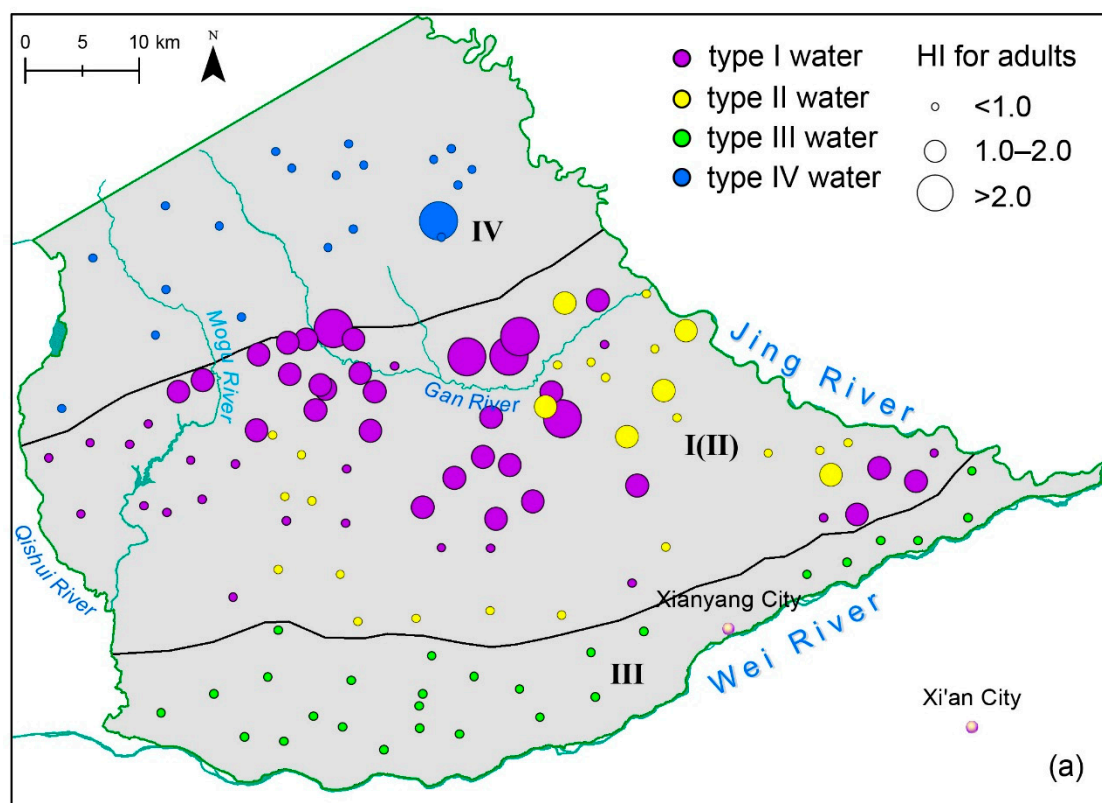 0 5 10 km
N
type I water
type II water
type III water
type IV water
HI for adults
<1.0
1.0–2.0
>2.0
IV
Mogu River
Gan River
Jing River
I(II)
Qishui River
Xianyang City
Wei River
III
Xi'an City
(a)